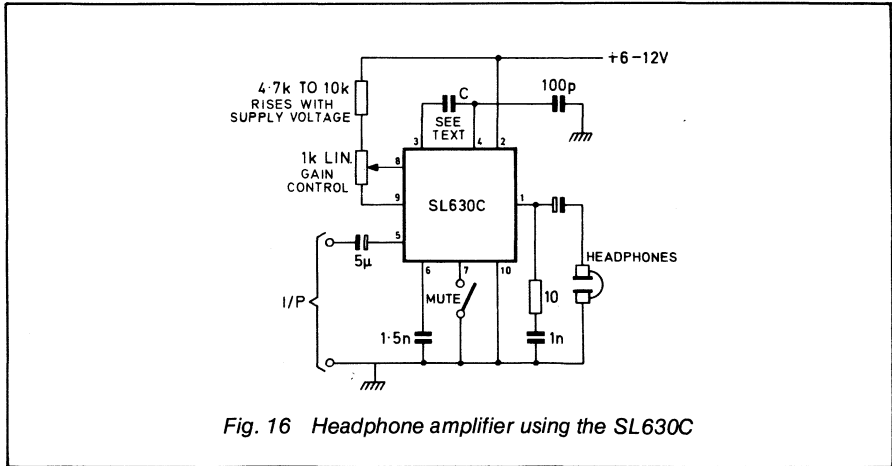 +6-12V
4·7k TO 10k
RISES WITH
SUPPLY VOLTAGE
C
100p
SEE
TEXT
3
4
2
1k LIN.
GAIN
CONTROL
8
9
SL630C
1
5
5μ
6
7
10
HEADPHONES
I/P
MUTE
10
1·5n
1n
Fig. 16 Headphone amplifier using the SL630C